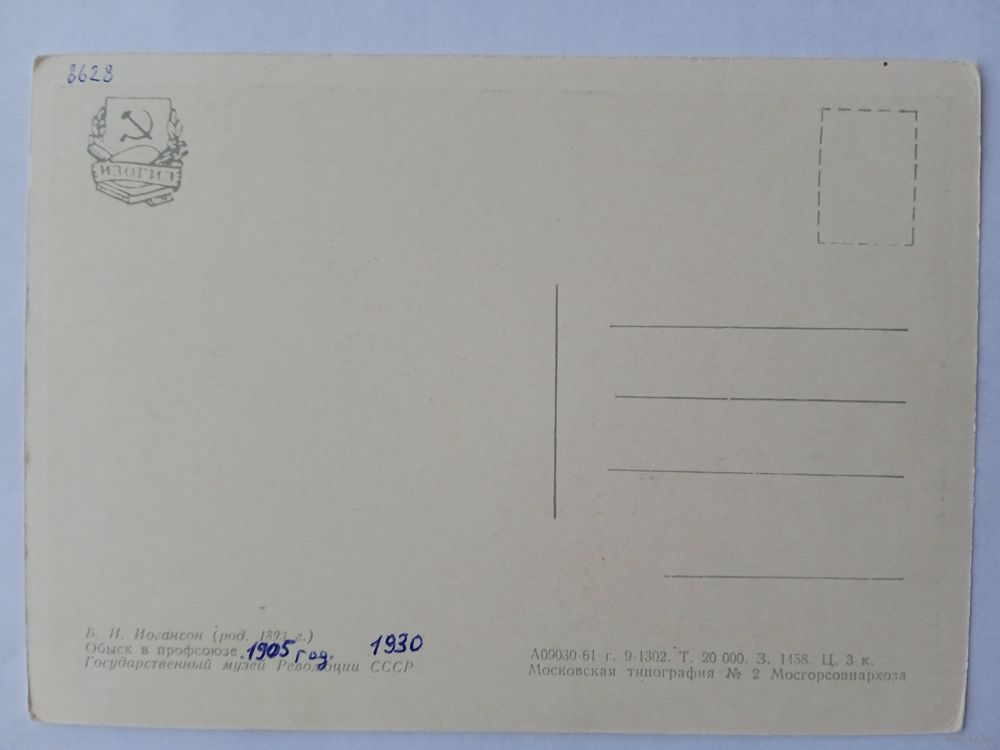 8628
ИЗОГИЗ
Б. И. Иогансон (род. 1893 г.)
Обыск в профсоюзе. 1905 год. 1930
Государственный музей Революции СССР
А09030-61 г. 9-1302. Т. 20 000. З. 1458. Ц. 3 к.
Московская типография № 2 Мосгорсовнархоза